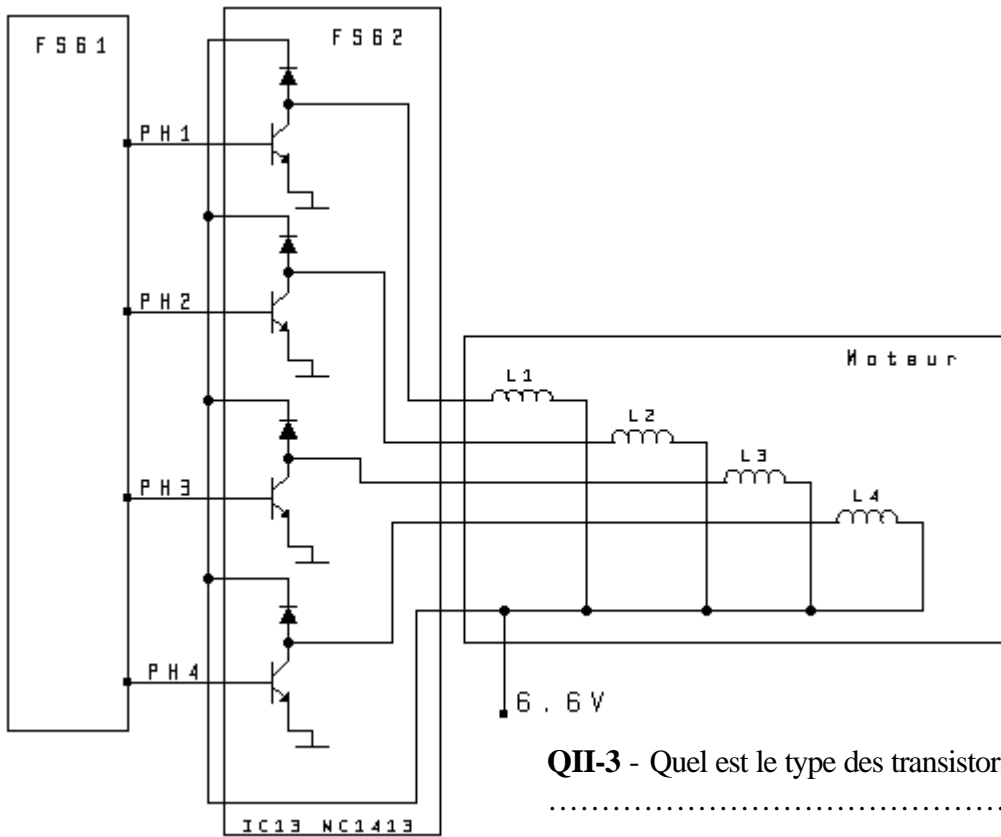 FS61
FS62
PH1
PH2
PH3
PH4
Moteur
L1
L2
L3
L4
6.6V
IC13 NC1413
QII-3 - Quel est le type des transistor
……………………………………